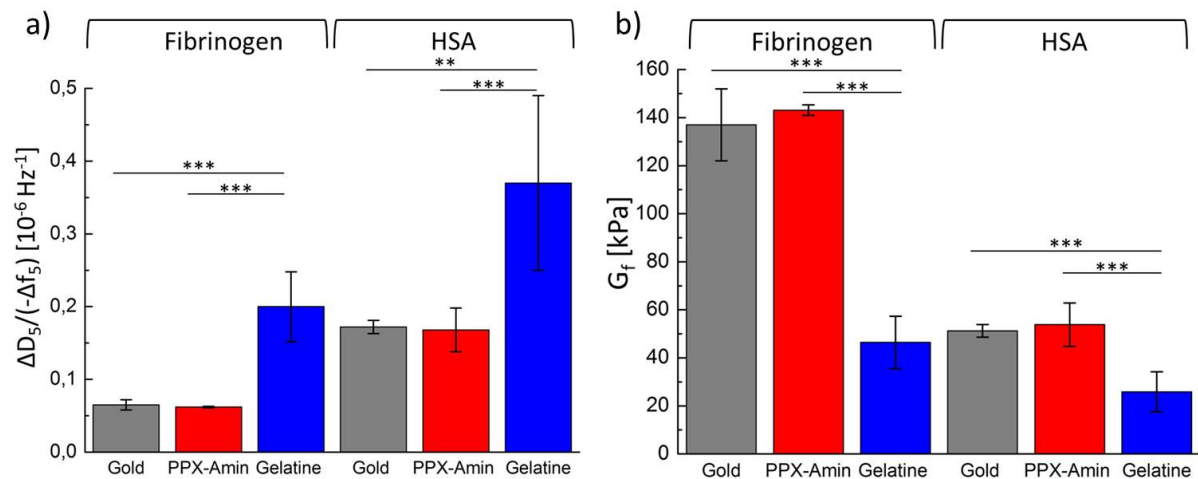 a)
Fibrinogen HSA
ΔD₅/(-Δf₅) [10⁻⁶ Hz⁻¹]
0,5
0,4
0,3
0,2
0,1
0,0
**
***
***
***
Gold PPX-Amin Gelatine Gold PPX-Amin Gelatine
b)
Fibrinogen HSA
G_f [kPa]
160
140
120
100
80
60
40
20
0
***
***
***
***
Gold PPX-Amin Gelatine Gold PPX-Amin Gelatine